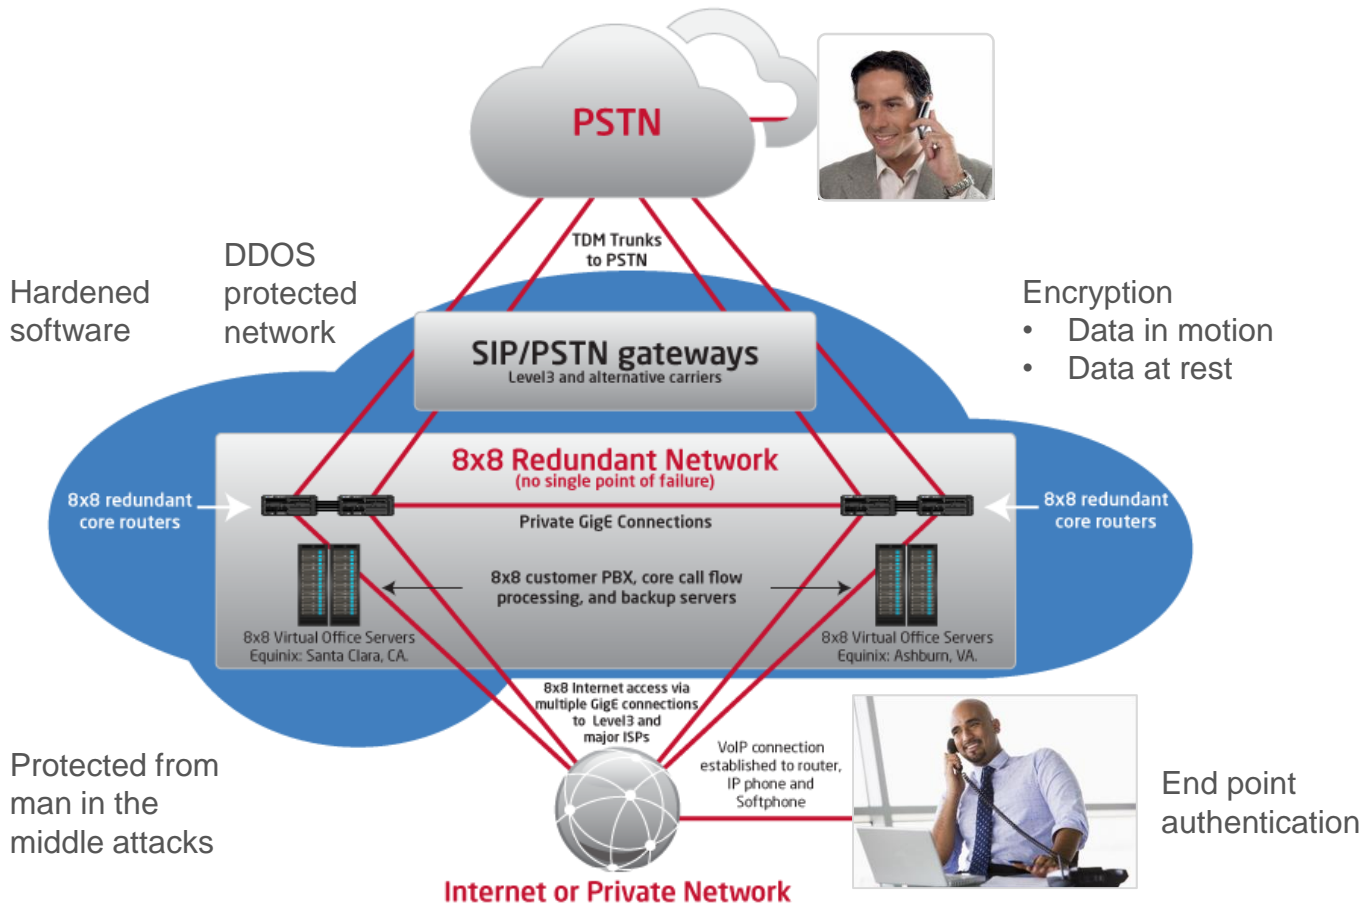 PSTN
TDM Trunks
to PSTN
Hardened
software
DDOS
protected
network
Encryption
• Data in motion
• Data at rest
SIP/PSTN gateways
Level3 and alternative carriers
8x8 Redundant Network
(no single point of failure)
8x8 redundant
core routers
Private GigE Connections
8x8 redundant
core routers
8x8 customer PBX, core call flow
processing, and backup servers
8x8 Virtual Office Servers
Equinix: Santa Clara, CA.
8x8 Virtual Office Servers
Equinix: Ashburn, VA.
8x8 Internet access via
multiple GigE connections
to Level3 and
major ISPs
VoIP connection
established to router,
IP phone and
Softphone
Protected from
man in the
middle attacks
End point
authentication
Internet or Private Network